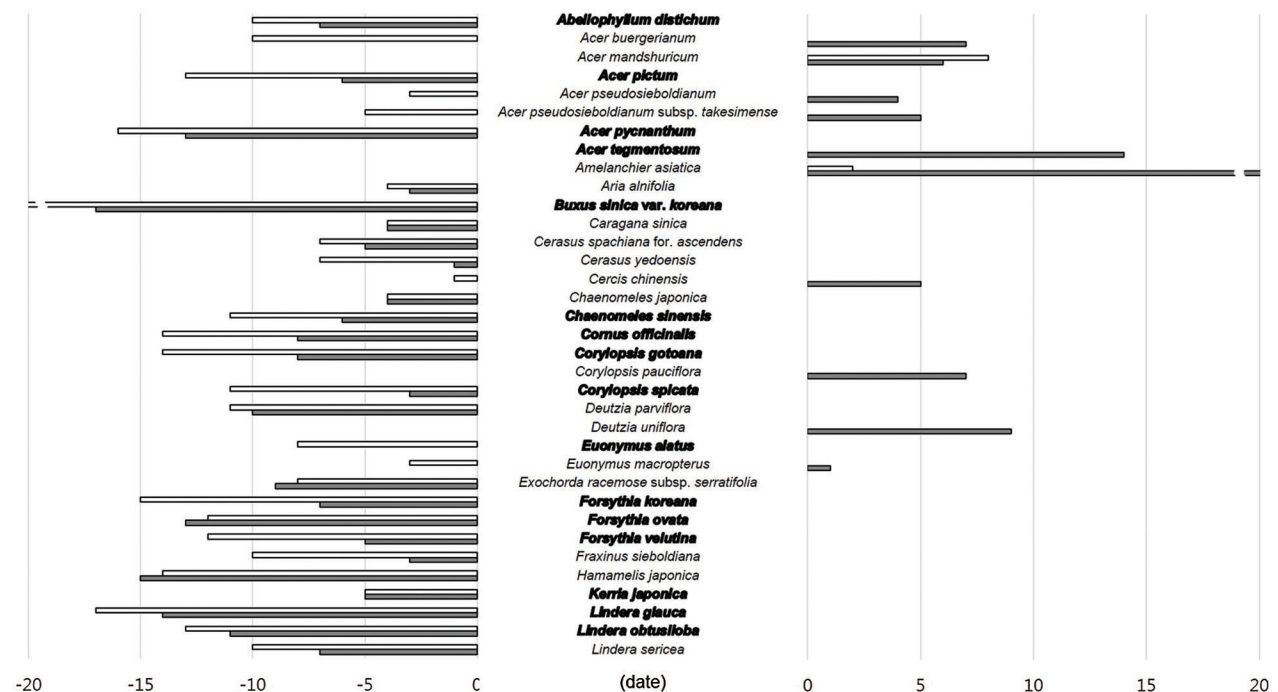 Abeliophyllum distichum
Acer buergerianum
Acer mandshuricum
Acer pictum
Acer pseudosieboldianum
Acer pseudosieboldianum subsp. takesimense
Acer pycnanthum
Acer tegmentosum
Amelanchier asiatica
Aria alnifolia
Buxus sinica var. koreana
Caragana sinica
Cerasus spachiana for. ascendens
Cerasus yedoensis
Cercis chinensis
Chaenomeles japonica
Chaenomeles sinensis
Cornus officinalis
Corylopsis gotoana
Corylopsis pauciflora
Corylopsis spicata
Deutzia parviflora
Deutzia uniflora
Euonymus alatus
Euonymus macropterus
Exochorda racemose subsp. serratifolia
Forsythia koreana
Forsythia ovata
Forsythia velutina
Fraxinus sieboldiana
Hamamelis japonica
Kerria japonica
Lindera glauca
Lindera obtusiloba
Lindera sericea
-20 -15 -10 -5 0 (date) 0 5 10 15 20